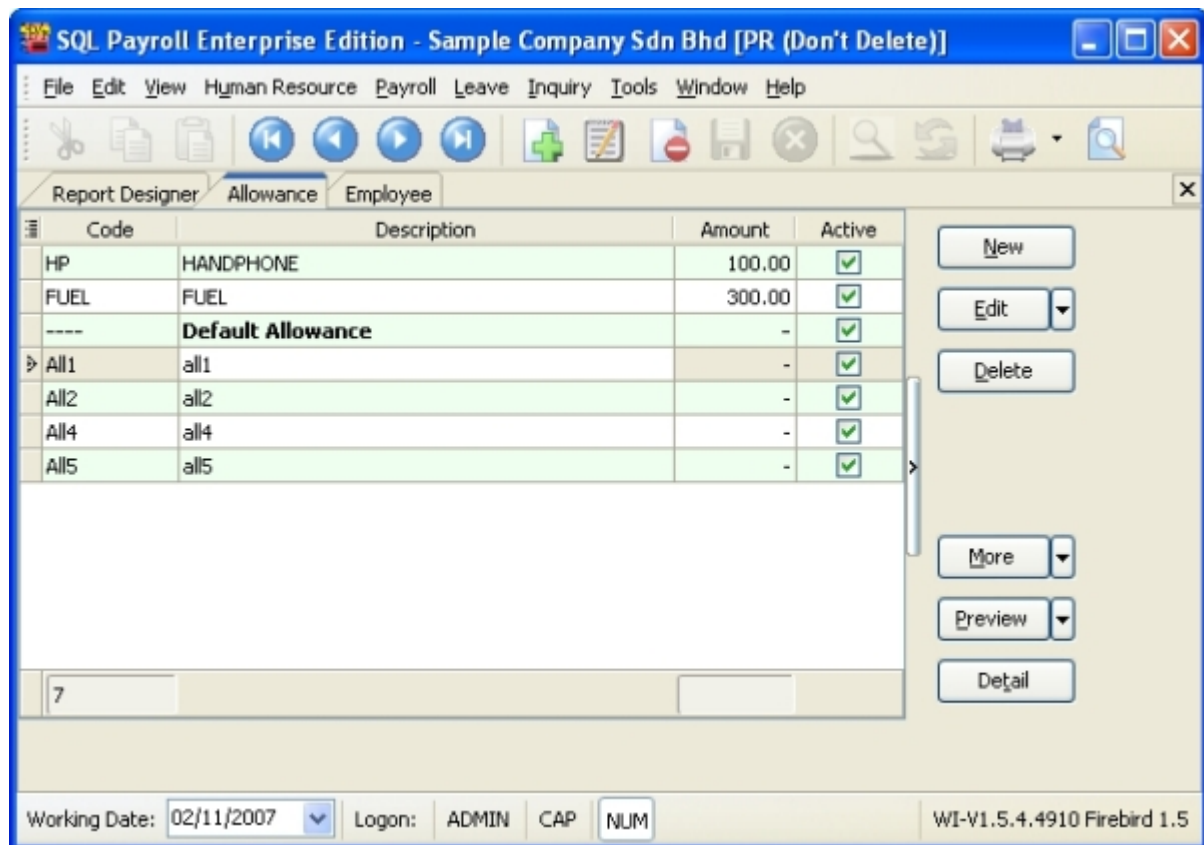 SQL Payroll Enterprise Edition - Sample Company Sdn Bhd [PR (Don't Delete)]
File Edit View Human Resource Payroll Leave Inquiry Tools Window Help
Report Designer Allowance Employee
Code Description Amount Active
HP HANDPHONE 100.00
FUEL FUEL 300.00
---- Default Allowance -
All1 all1 -
All2 all2 -
All4 all4 -
All5 all5 -
7
New
Edit
Delete
More
Preview
Detail
Working Date: 02/11/2007 Logon: ADMIN CAP NUM WI-V1.5.4.4910 Firebird 1.5